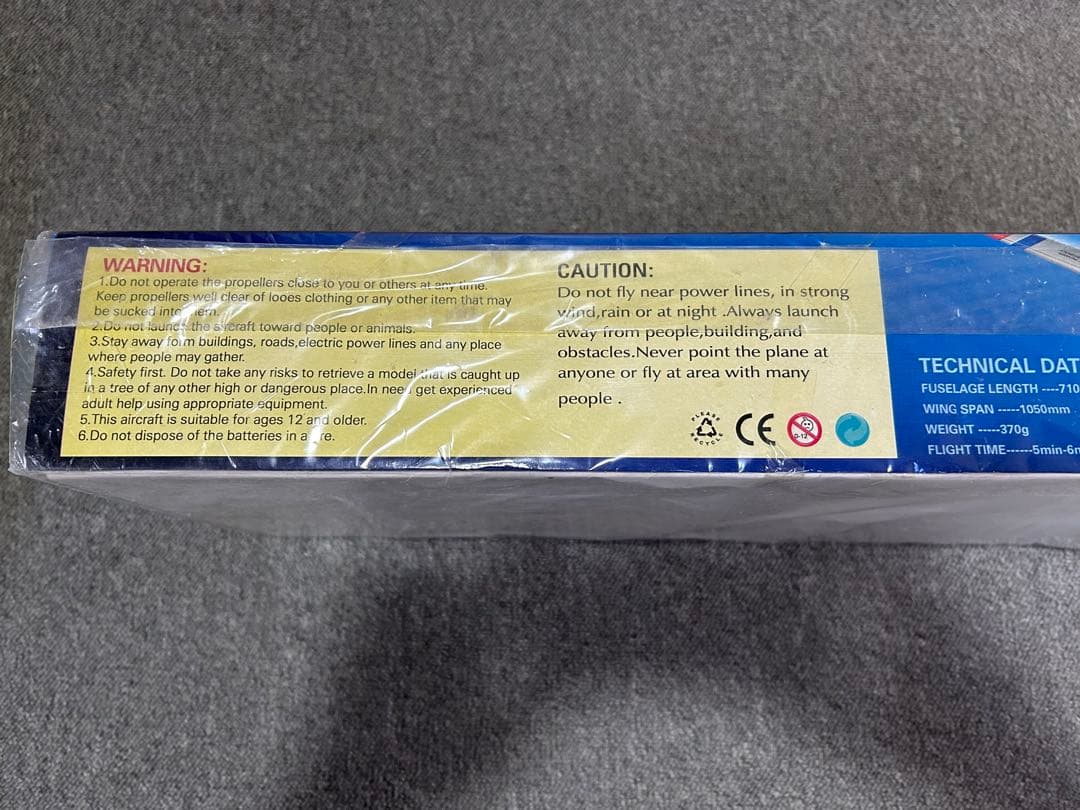 WARNING:
1.Do not operate the propellers close to you or others at any time.
Keep propellers well clear of looes clothing or any other item that may
be sucked into them.
2.Do not launch the aircraft toward people or animals.
3.Stay away form buildings, roads,electric power lines and any place
where people may gather.
4.Safety first. Do not take any risks to retrieve a model that is caught up
in a tree of any other high or dangerous place.In need get experienced
adult help using appropriate equipment.
5.This aircraft is suitable for ages 12 and older.
6.Do not dispose of the batteries in a fire.
CAUTION:
Do not fly near power lines, in strong
wind,rain or at night .Always launch
away from people,building,and
obstacles.Never point the plane at
anyone or fly at area with many
people .
PLEASE
RECYCLE
CE
0-12
TECHNICAL DAT
FUSELAGE LENGTH ----710
WING SPAN -----1050mm
WEIGHT -----370g
FLIGHT TIME------5min-6m